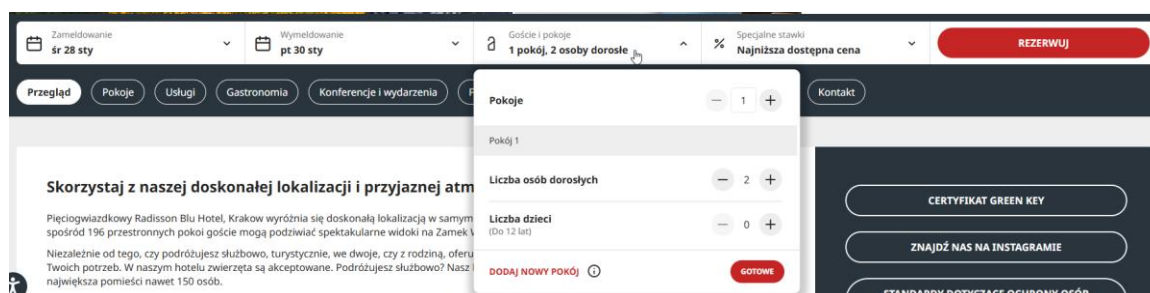 Zameldowanie
śr 28 sty
Wymeldowanie
pt 30 sty
Goście i pokoje
1 pokój, 2 osoby dorosłe
Specjalne stawki
Najniższa dostępna cena
REZERWUJ
Przegląd
Pokoje
Usługi
Gastronomia
Konferencje i wydarzenia
Kontakt
Pokoje
1
Pokój 1
Liczba osób dorosłych
2
Liczba dzieci
(Do 12 lat)
0
DODAJ NOWY POKÓJ
GOTOWE
Skorzystaj z naszej doskonałej lokalizacji i przyjaznej atm
Pięciogwiazdkowy Radisson Blu Hotel, Krakow wyróżnia się doskonałą lokalizacją w samym
spośród 196 przestronnych pokoi goście mogą podziwiać spektakularne widoki na Zamek
Niezależnie od tego, czy podróżujesz służbowo, turystycznie, we dwoje, czy z rodziną, oferu
Twoich potrzeb. W naszym hotelu zwierzęta są akceptowane. Podróżujesz służbowo? Nasz
największa pomieści nawet 150 osób.
CERTYFIKAT GREEN KEY
ZNAJDŹ NAS NA INSTAGRAMIE
STANDARDY DOTYCZĄCE OCHRONY OSÓB